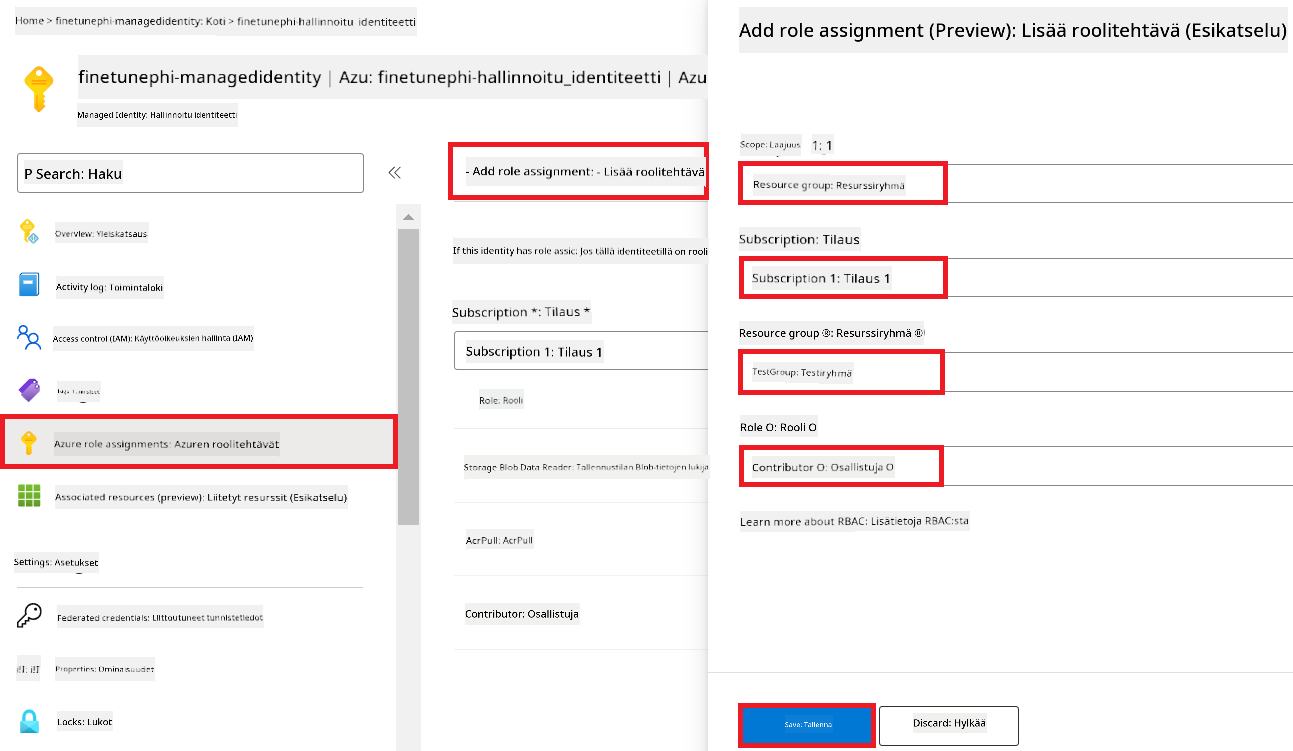 Home > finetunephi-managedidentity: Koti > finetunephi-hallinnoitu_identiteetti
finetunephi-managedidentity | Azu: finetunephi-hallinnoitu_identiteetti | Azu
Managed Identity: Hallinnoitu identiteetti
P Search: Haku
Overview: Yleiskatsaus
Activity log: Toimintaloki
Access control (IAM): Käyttöoikeuksien hallinta (IAM)
Tags: Tunnisteet
Azure role assignments: Azuren roolitehtävät
Associated resources (preview): Liitetyt resurssit (Esikatselu)
Settings: Asetukset
Federated credentials: Liittoutuneet tunnistetiedot
Properties: Ominaisuudet
Locks: Lukot
- Add role assignment: - Lisää roolitehtävä
If this identity has role assic: Jos tällä identiteetillä on rooli
Subscription *: Tilaus *
Subscription 1: Tilaus 1
Role: Rooli
Storage Blob Data Reader: Tallennustilan Blob-tietojen lukija
AcrPull: AcrPull
Contributor: Osallistuja
Add role assignment (Preview): Lisää roolitehtävä (Esikatselu)
Scope: Laajuus 1: 1
Resource group: Resurssiryhmä
Subscription: Tilaus
Subscription 1: Tilaus 1
Resource group ®: Resurssiryhmä ®
TestGroup: Testiryhmä
Role O: Rooli O
Contributor O: Osallistuja O
Learn more about RBAC: Lisätietoja RBAC:sta
Save: Tallenna
Discard: Hylkää